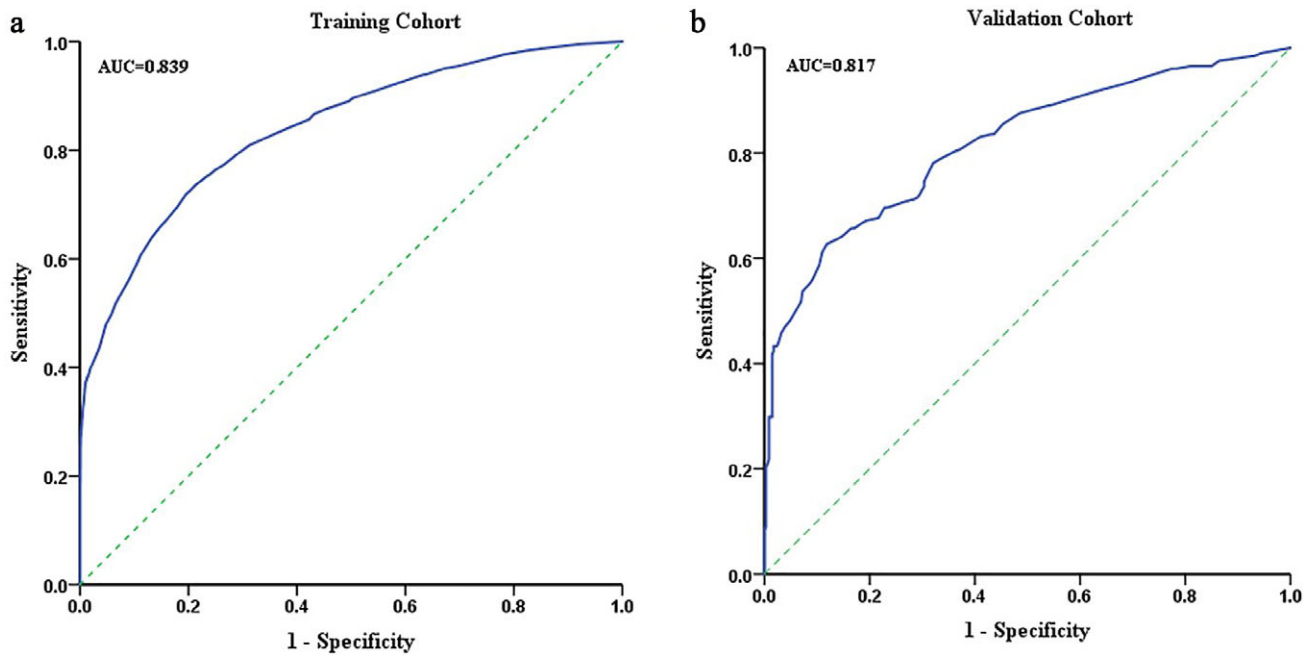 a
Training Cohort
AUC=0.839
1.0
0.8
0.6
0.4
0.2
0.0
Sensitivity
0.0 0.2 0.4 0.6 0.8 1.0
1 - Specificity
b
Validation Cohort
AUC=0.817
1.0
0.8
0.6
0.4
0.2
0.0
Sensitivity
0.0 0.2 0.4 0.6 0.8 1.0
1 - Specificity